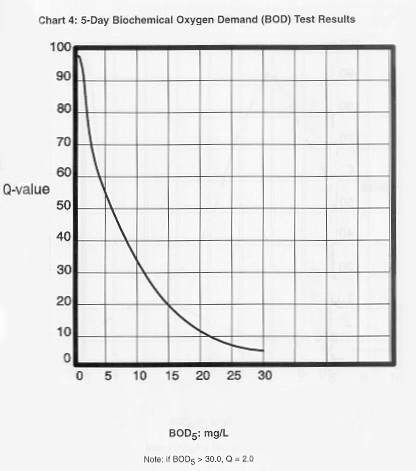 Chart 4: 5-Day Biochemical Oxygen Demand (BOD) Test Results
100
90
80
70
60
Q-value
50
40
30
20
10
0
0 5 10 15 20 25 30
BOD5: mg/L
Note: if BOD5 > 30.0, Q = 2.0